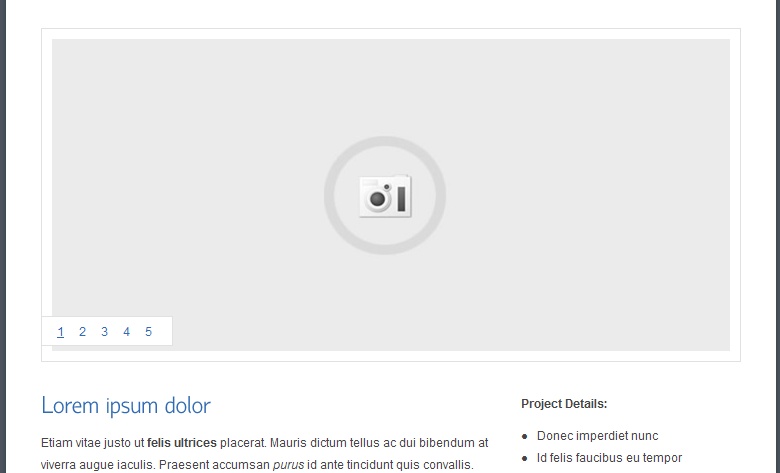 1 2 3 4 5
Lorem ipsum dolor
Etiam vitae justo ut felis ultrices placerat. Mauris dictum tellus ac dui bibendum at
viverra augue iaculis. Praesent accumsan purus id ante tincidunt quis convallis.
Project Details:
• Donec imperdiet nunc
• Id felis faucibus eu tempor